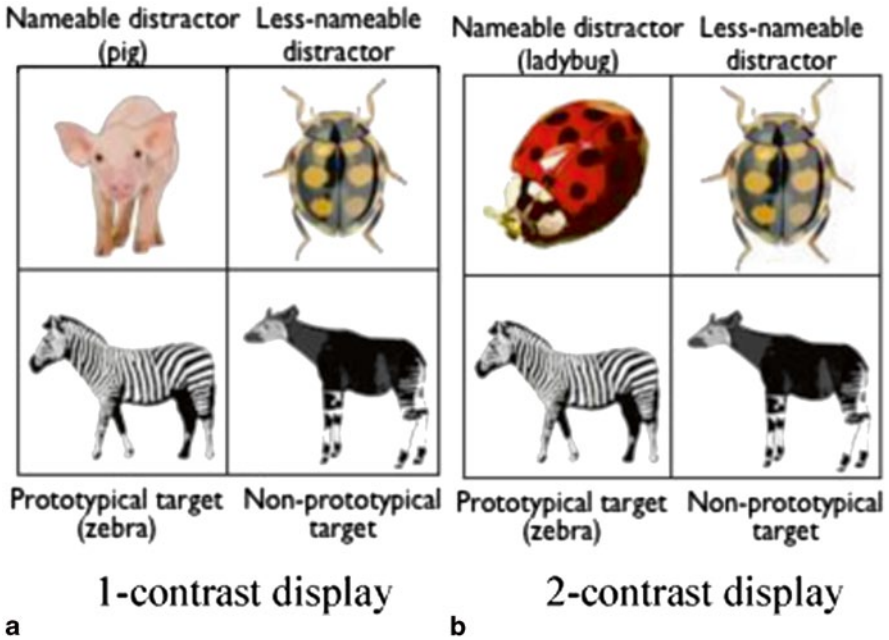 Nameable distractor
(pig)
Less-nameable
distractor
Prototypical target
(zebra)
Non-prototypical
target
1-contrast display
a
Nameable distractor
(ladybug)
Less-nameable
distractor
Prototypical target
(zebra)
Non-prototypical
target
2-contrast display
b